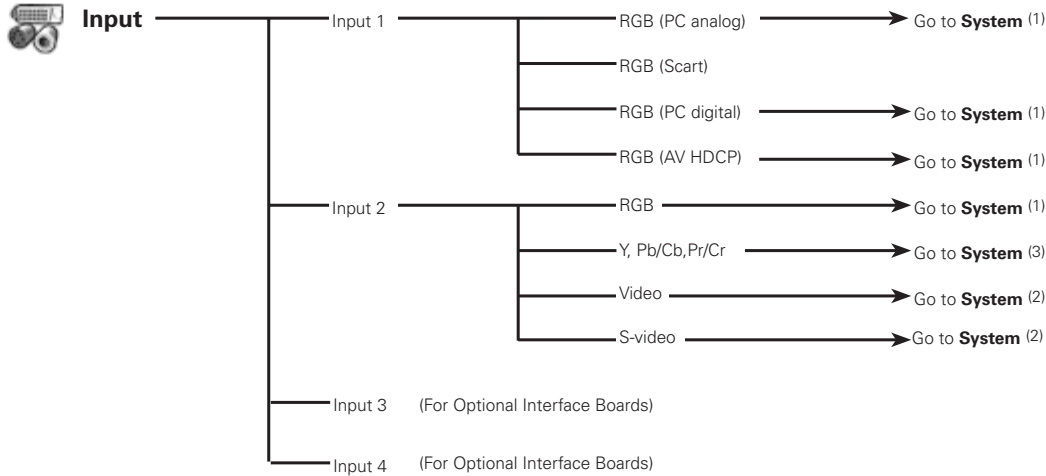 Input
Input 1
RGB (PC analog)
Go to System (1)
RGB (Scart)
RGB (PC digital)
Go to System (1)
RGB (AV HDCP)
Go to System (1)
Input 2
RGB
Go to System (1)
Y, Pb/Cb,Pr/Cr
Go to System (3)
Video
Go to System (2)
S-video
Go to System (2)
Input 3 (For Optional Interface Boards)
Input 4 (For Optional Interface Boards)